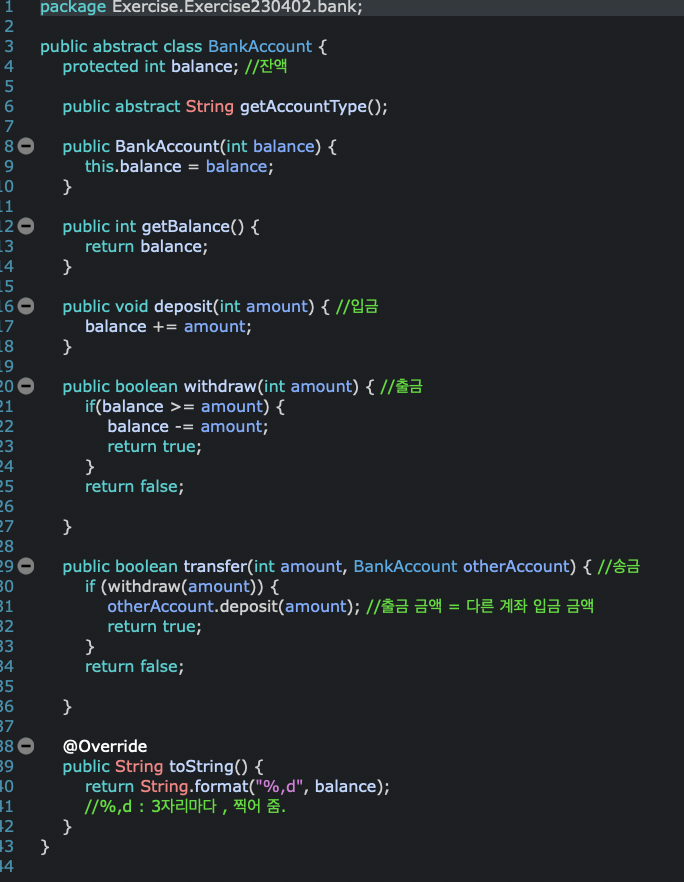 1 package Exercise.Exercise230402.bank;
2
3 public abstract class BankAccount {
4 protected int balance; //잔액
5
6 public abstract String getAccountType();
7
8 public BankAccount(int balance) {
9 this.balance = balance;
10 }
11
12 public int getBalance() {
13 return balance;
14 }
15
16 public void deposit(int amount) { //입금
17 balance += amount;
18 }
19
20 public boolean withdraw(int amount) { //출금
21 if(balance >= amount) {
22 balance -= amount;
23 return true;
24 }
25 return false;
26
27 }
28
29 public boolean transfer(int amount, BankAccount otherAccount) { //송금
30 if (withdraw(amount)) {
31 otherAccount.deposit(amount); //출금 금액 = 다른 계좌 입금 금액
32 return true;
33 }
34 return false;
35
36 }
37
38 @Override
39 public String toString() {
40 return String.format("%,d", balance);
41 //%,d : 3자리마다 , 찍어 줌.
42 }
43 }
44